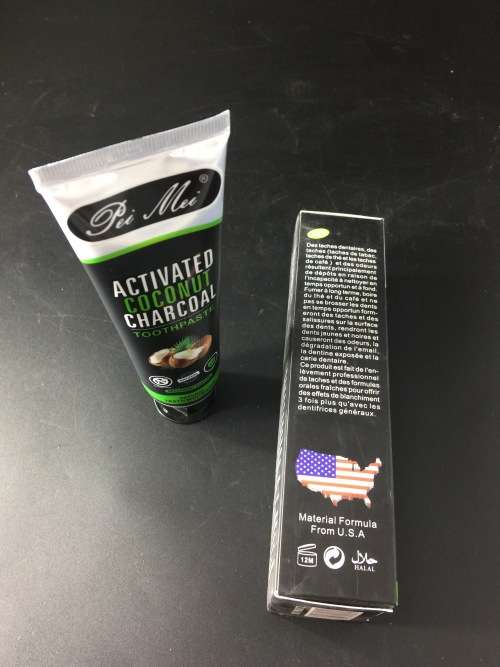 Pei Mei®
ACTIVATED
COCONUT
CHARCOAL
TOOTHPASTE
Des taches dentaires, des
taches (taches de tabac,
taches de thé et les taches
de café ) et des odeurs
résultent principalement
de dépôts en raison de
l'incapacité à nettoyer en
temps opportun et à fond.
Fumer à long terme, boire
du thé et du café et ne
pas se brosser les dents
en temps opportun form-
eront des taches et des
salissures sur la surface
des dents, rendront les
dents jaunes et noires et
causeront des odeurs, la
dégradation de l'email,
la dentine exposée et la
carie dentaire.
Ce produit est fait de l'en-
lèvement professionnel
de taches et des formules
orales fraîches pour offrir
des effets de blanchiment
3 fois plus qu'avec les
dentifrices généraux.
Material Formula
From U.S.A
12M
حلال
HALAL